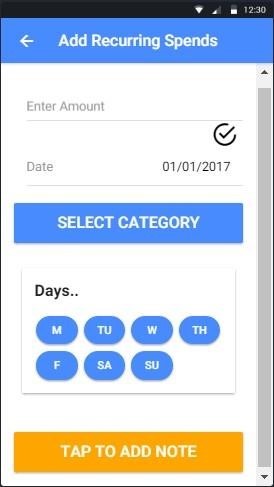 12:30
Add Recurring Spends
Enter Amount
Date 01/01/2017
SELECT CATEGORY
Days..
M TU W TH
F SA SU
TAP TO ADD NOTE